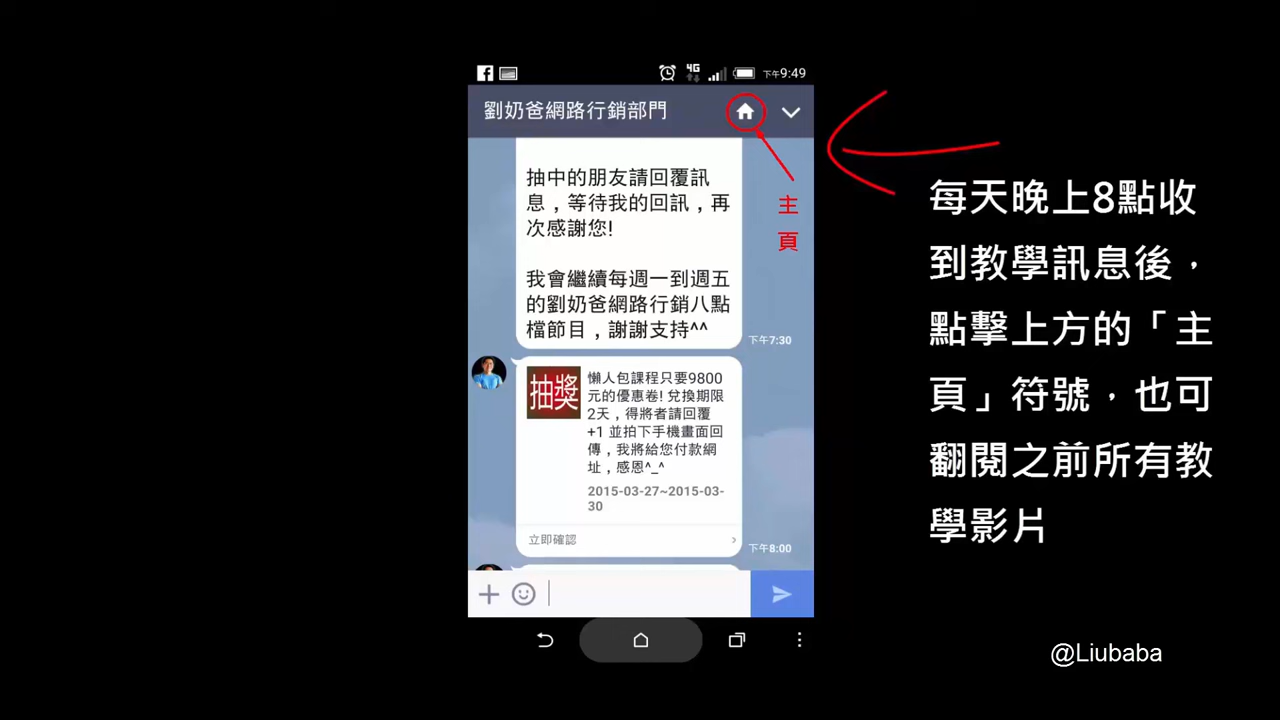 4G
下午9:49
劉奶爸網路行銷部門
主
頁
抽中的朋友請回覆訊
息，等待我的回訊，再
次感謝您!
我會繼續每週一到週五
的劉奶爸網路行銷八點
檔節目，謝謝支持^^
下午7:30
抽獎
懶人包課程只要9800
元的優惠卷! 兌換期限
2天，得將者請回覆
+1 並拍下手機畫面回
傳，我將給您付款網
址，感恩^_^
2015-03-27~2015-03-
30
立即確認
下午8:00
每天晚上8點收
到教學訊息後，
點擊上方的「主
頁」符號，也可
翻閱之前所有教
學影片
@Liubaba